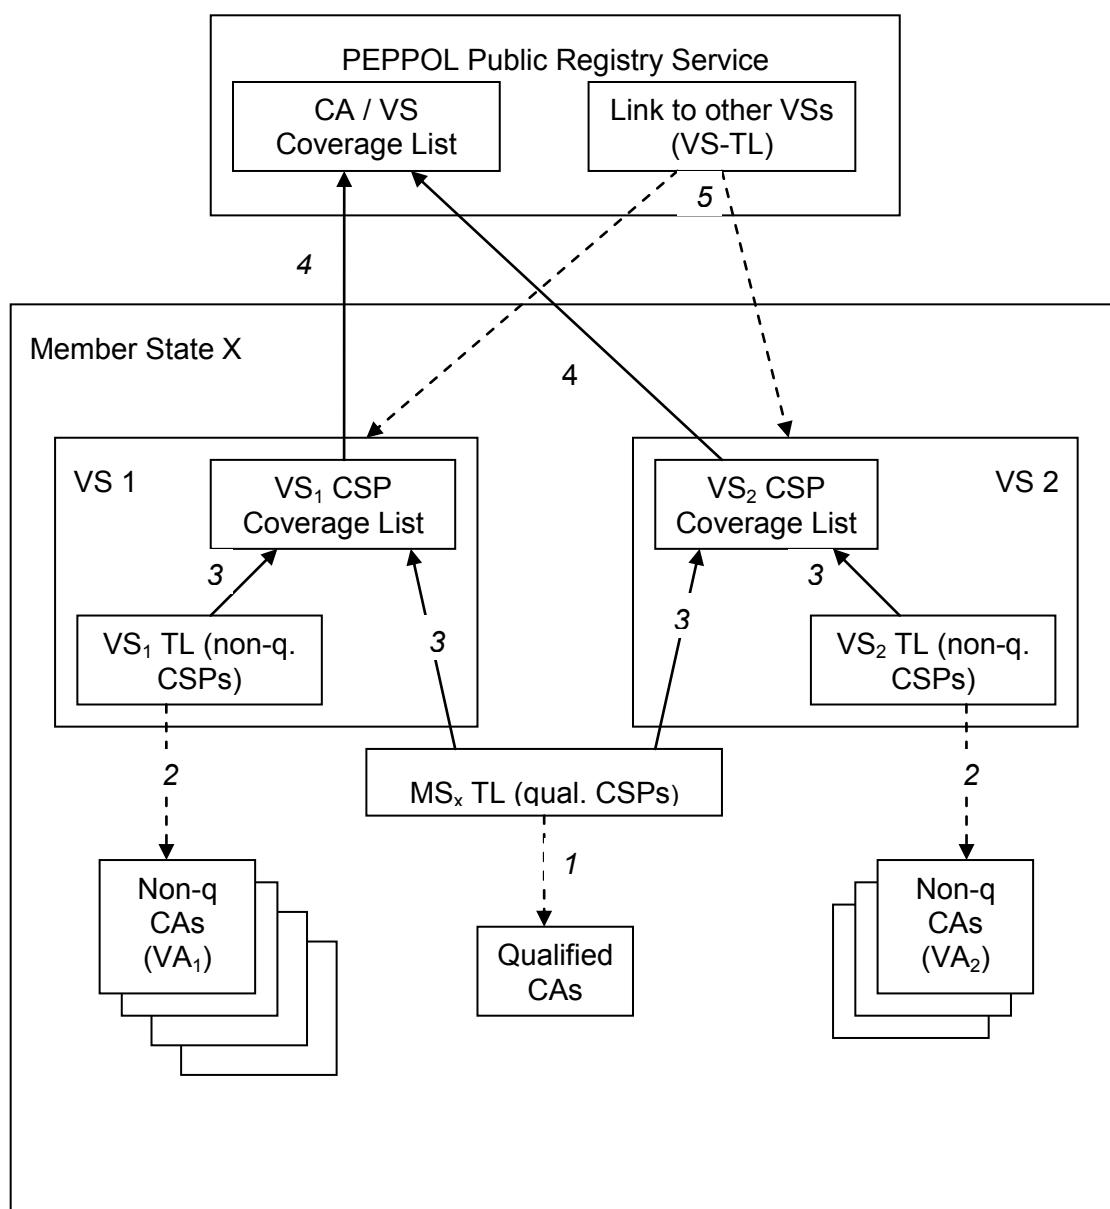 PEPPOL Public Registry Service
CA / VS
Coverage List
Link to other VSs
(VS-TL)
5
4
Member State X
4
VS 1
VS₁ CSP
Coverage List
VS₂ CSP
Coverage List
VS 2
3
3
3
3
VS₁ TL (non-q.
CSPs)
VS₂ TL (non-q.
CSPs)
2
MSₓ TL (qual. CSPs)
2
1
Non-q
CAs
(VA₁)
Qualified
CAs
Non-q
CAs
(VA₂)